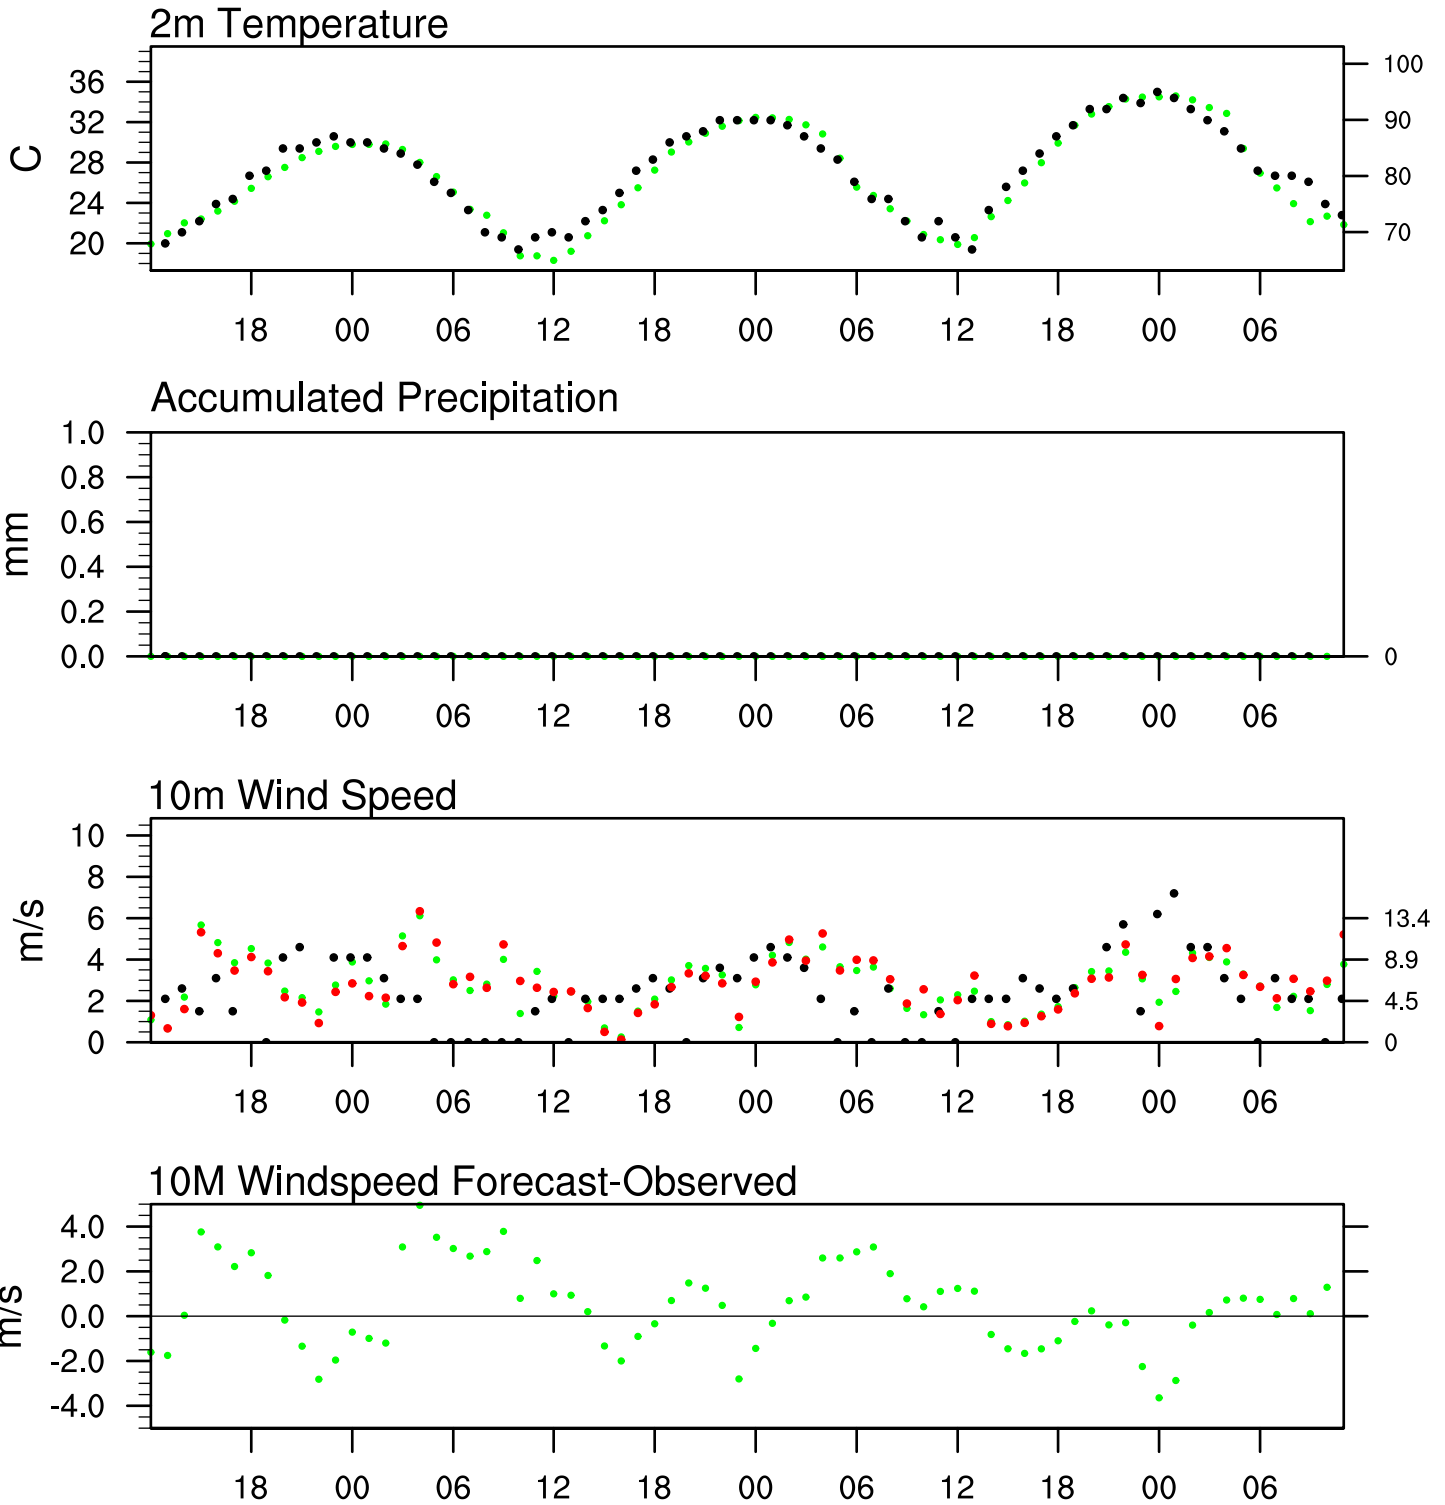 2m Temperature
36
32
28
24
20
C
100
90
80
70
18 00 06 12 18 00 06 12 18 00 06
Accumulated Precipitation
1.0
0.8
0.6
0.4
0.2
0.0
mm
0
18 00 06 12 18 00 06 12 18 00 06
10m Wind Speed
10
8
6
4
2
0
m/s
13.4
8.9
4.5
0
18 00 06 12 18 00 06 12 18 00 06
10M Windspeed Forecast-Observed
4.0
2.0
0.0
-2.0
-4.0
m/s
18 00 06 12 18 00 06 12 18 00 06